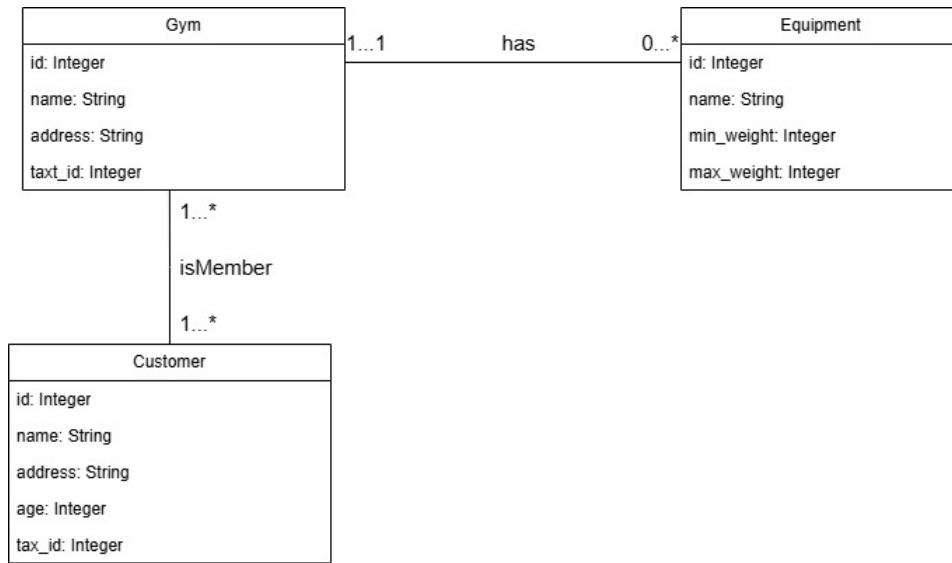 Gym
id: Integer
name: String
address: String
taxt_id: Integer
1...1
has
0...*
Equipment
id: Integer
name: String
min_weight: Integer
max_weight: Integer
1...*
isMember
1...*
Customer
id: Integer
name: String
address: String
age: Integer
tax_id: Integer